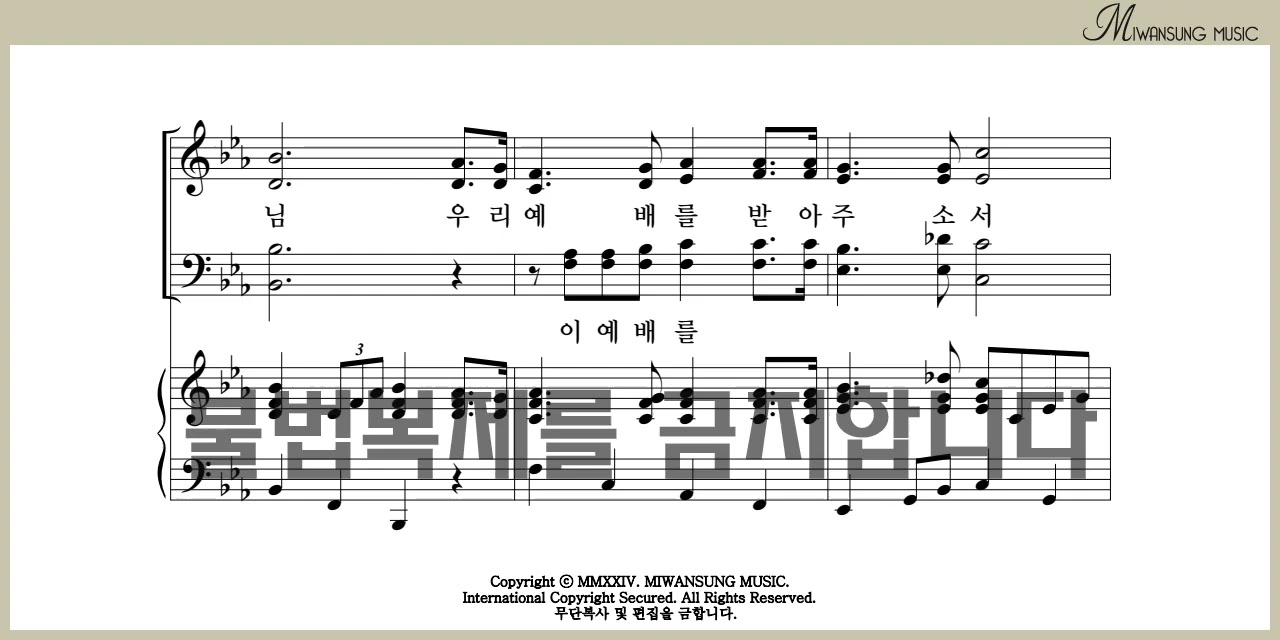 MIWANSUNG MUSIC
님 우 리 예 배 를 받 아 주 소 서
이 예 배 를
3
불법복제를 금지합니다
Copyright ⓒ MMXXIV. MIWANSUNG MUSIC.
International Copyright Secured. All Rights Reserved.
무단복사 및 편집을 금합니다.